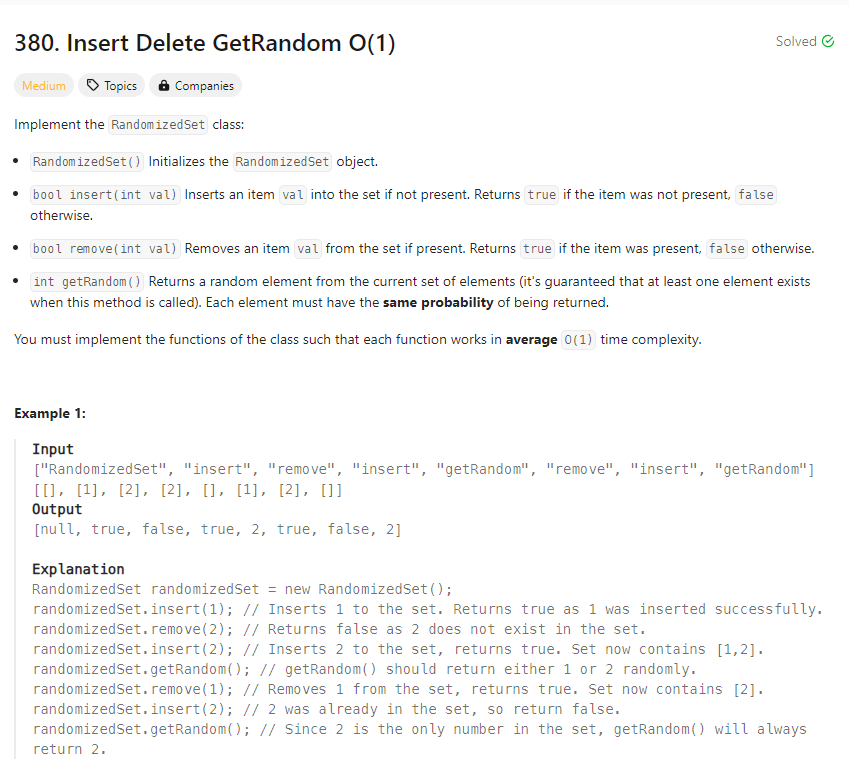 380. Insert Delete GetRandom O(1)
Solved
Medium
Topics
Companies
Implement the RandomizedSet class:
• RandomizedSet() Initializes the RandomizedSet object.
• bool insert(int val) Inserts an item val into the set if not present. Returns true if the item was not present, false
otherwise.
• bool remove(int val) Removes an item val from the set if present. Returns true if the item was present, false otherwise.
• int getRandom() Returns a random element from the current set of elements (it's guaranteed that at least one element exists
when this method is called). Each element must have the same probability of being returned.
You must implement the functions of the class such that each function works in average O(1) time complexity.
Example 1:
Input
["RandomizedSet", "insert", "remove", "insert", "getRandom", "remove", "insert", "getRandom"]
[[], [1], [2], [2], [], [1], [2], []]
Output
[null, true, false, true, 2, true, false, 2]
Explanation
RandomizedSet randomizedSet = new RandomizedSet();
randomizedSet.insert(1); // Inserts 1 to the set. Returns true as 1 was inserted successfully.
randomizedSet.remove(2); // Returns false as 2 does not exist in the set.
randomizedSet.insert(2); // Inserts 2 to the set, returns true. Set now contains [1,2].
randomizedSet.getRandom(); // getRandom() should return either 1 or 2 randomly.
randomizedSet.remove(1); // Removes 1 from the set, returns true. Set now contains [2].
randomizedSet.insert(2); // 2 was already in the set, so return false.
randomizedSet.getRandom(); // Since 2 is the only number in the set, getRandom() will always
return 2.